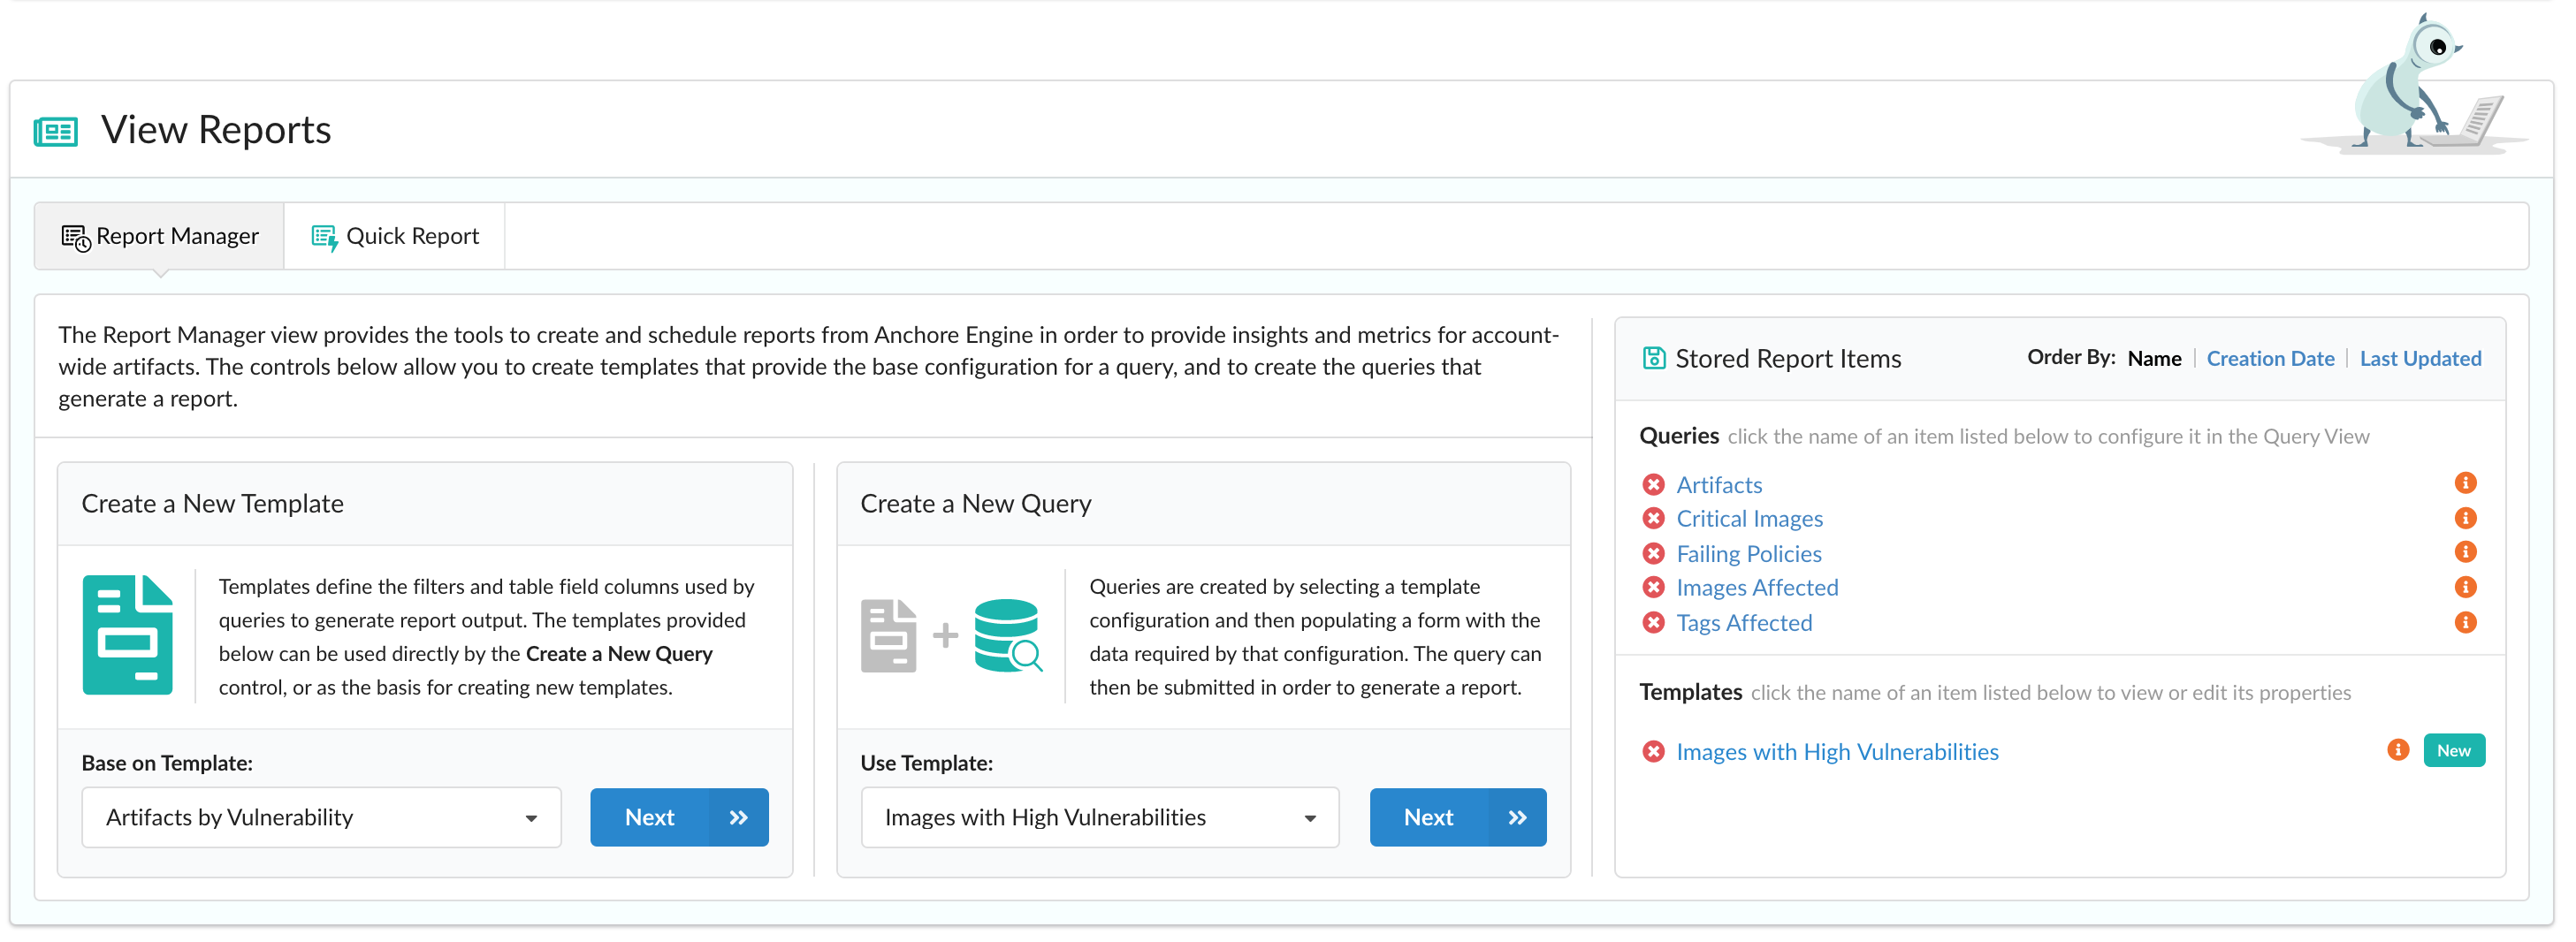 View Reports
Report Manager
Quick Report
The Report Manager view provides the tools to create and schedule reports from Anchore Engine in order to provide insights and metrics for account-
wide artifacts. The controls below allow you to create templates that provide the base configuration for a query, and to create the queries that
generate a report.
Create a New Template
Templates define the filters and table field columns used by
queries to generate report output. The templates provided
below can be used directly by the Create a New Query
control, or as the basis for creating new templates.
Base on Template:
Artifacts by Vulnerability
Next
Create a New Query
Queries are created by selecting a template
configuration and then populating a form with the
data required by that configuration. The query can
then be submitted in order to generate a report.
Use Template:
Images with High Vulnerabilities
Next
Stored Report Items
Order By: Name Creation Date Last Updated
Queries click the name of an item listed below to configure it in the Query View
Artifacts
Critical Images
Failing Policies
Images Affected
Tags Affected
Templates click the name of an item listed below to view or edit its properties
Images with High Vulnerabilities New